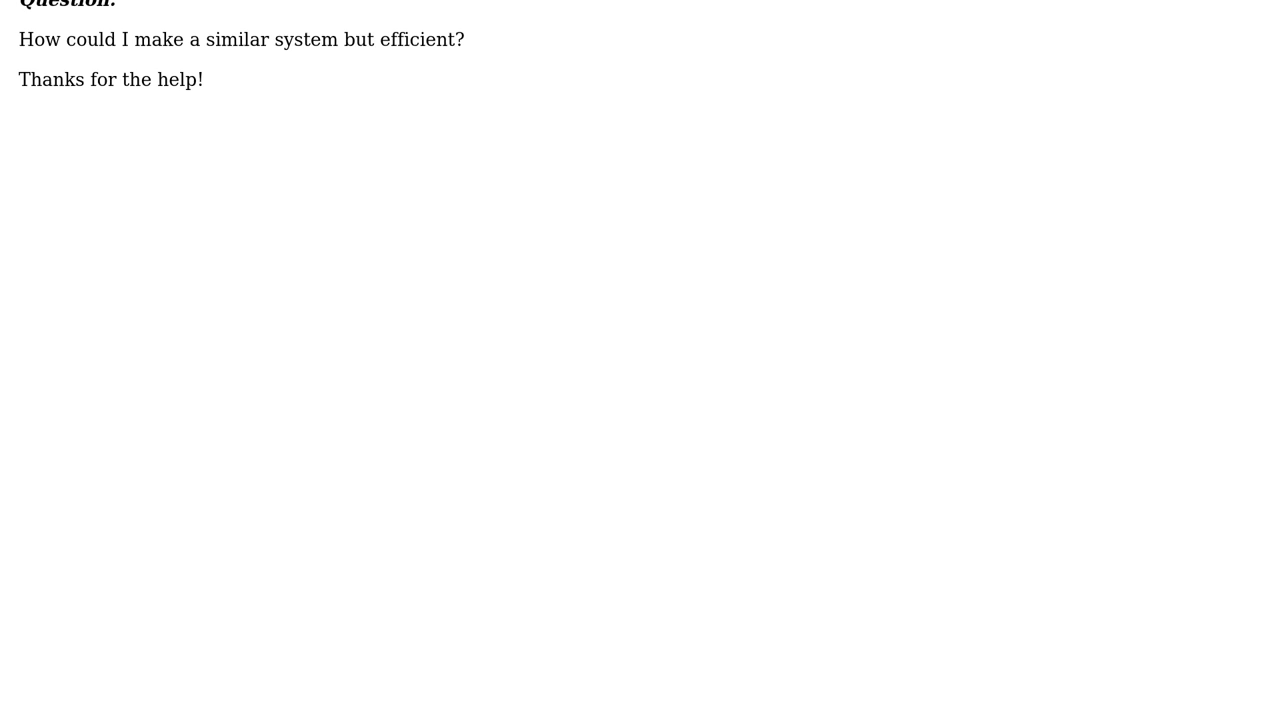 Question:
How could I make a similar system but efficient?
Thanks for the help!